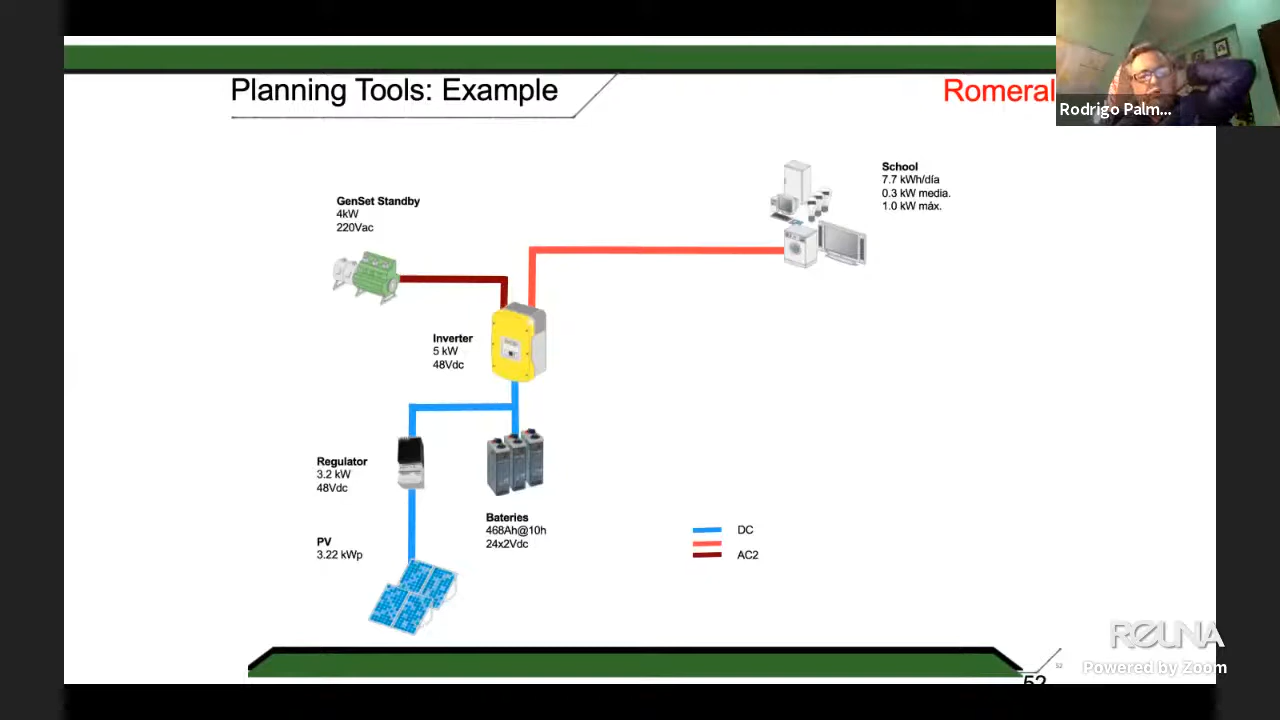 Planning Tools: Example
Romeral
Rodrigo Palm...
School
7.7 kWh/día
0.3 kW media.
1.0 kW máx.
GenSet Standby
4kW
220Vac
Inverter
5 kW
48Vdc
Regulator
3.2 kW
48Vdc
Bateries
468Ah@10h
24x2Vdc
PV
3.22 kWp
DC
AC2
REUNA
Powered by Zoom
52